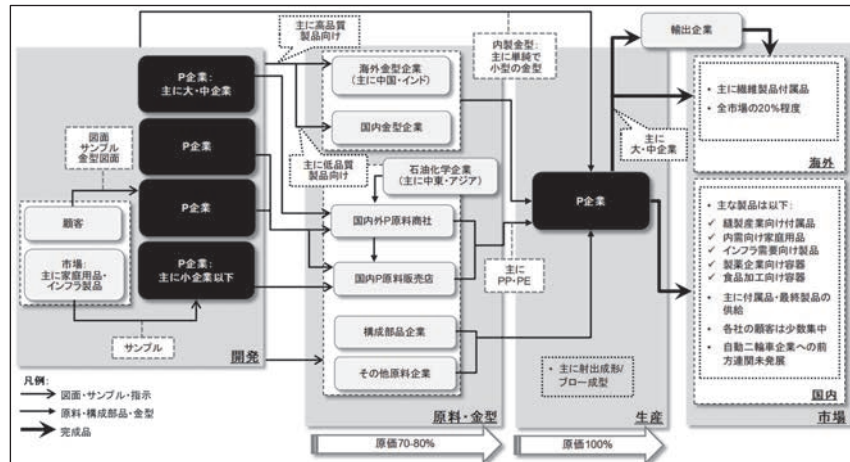 主に高品質
製品向け
P企業:
主に大・中企業
P企業
P企業
P企業:
主に小企業以下
図面
サンプル
金型図面
顧客
市場:
主に家庭用品・
インフラ製品
サンプル
開発
凡例:
図面・サンプル・指示
原料・構成部品・金型
完成品
海外金型企業
(主に中国・インド)
国内金型企業
主に低品質
製品向け
石油化学企業
(主に中東・アジア)
国内外P原料商社
国内P原料販売店
構成部品企業
その他原料企業
原料・金型
原価70-80%
内製金型:
主に単純で
小型の金型
P企業
主に
PP・PE
• 主に射出成形/
ブロー成型
生産
原価100%
輸出企業
主に
大・中企業
• 主に繊維製品付属品
• 全市場の20%程度
海外
• 主な製品は以下:
✓ 縫製産業向け付属品
✓ 内需向け家庭用品
✓ インフラ需要向け製品
✓ 製薬企業向け容器
✓ 食品加工向け容器
• 主に付属品・最終製品の
供給
• 各社の顧客は少数集中
• 自動二輪車企業への前
方連関未発展
国内
市場